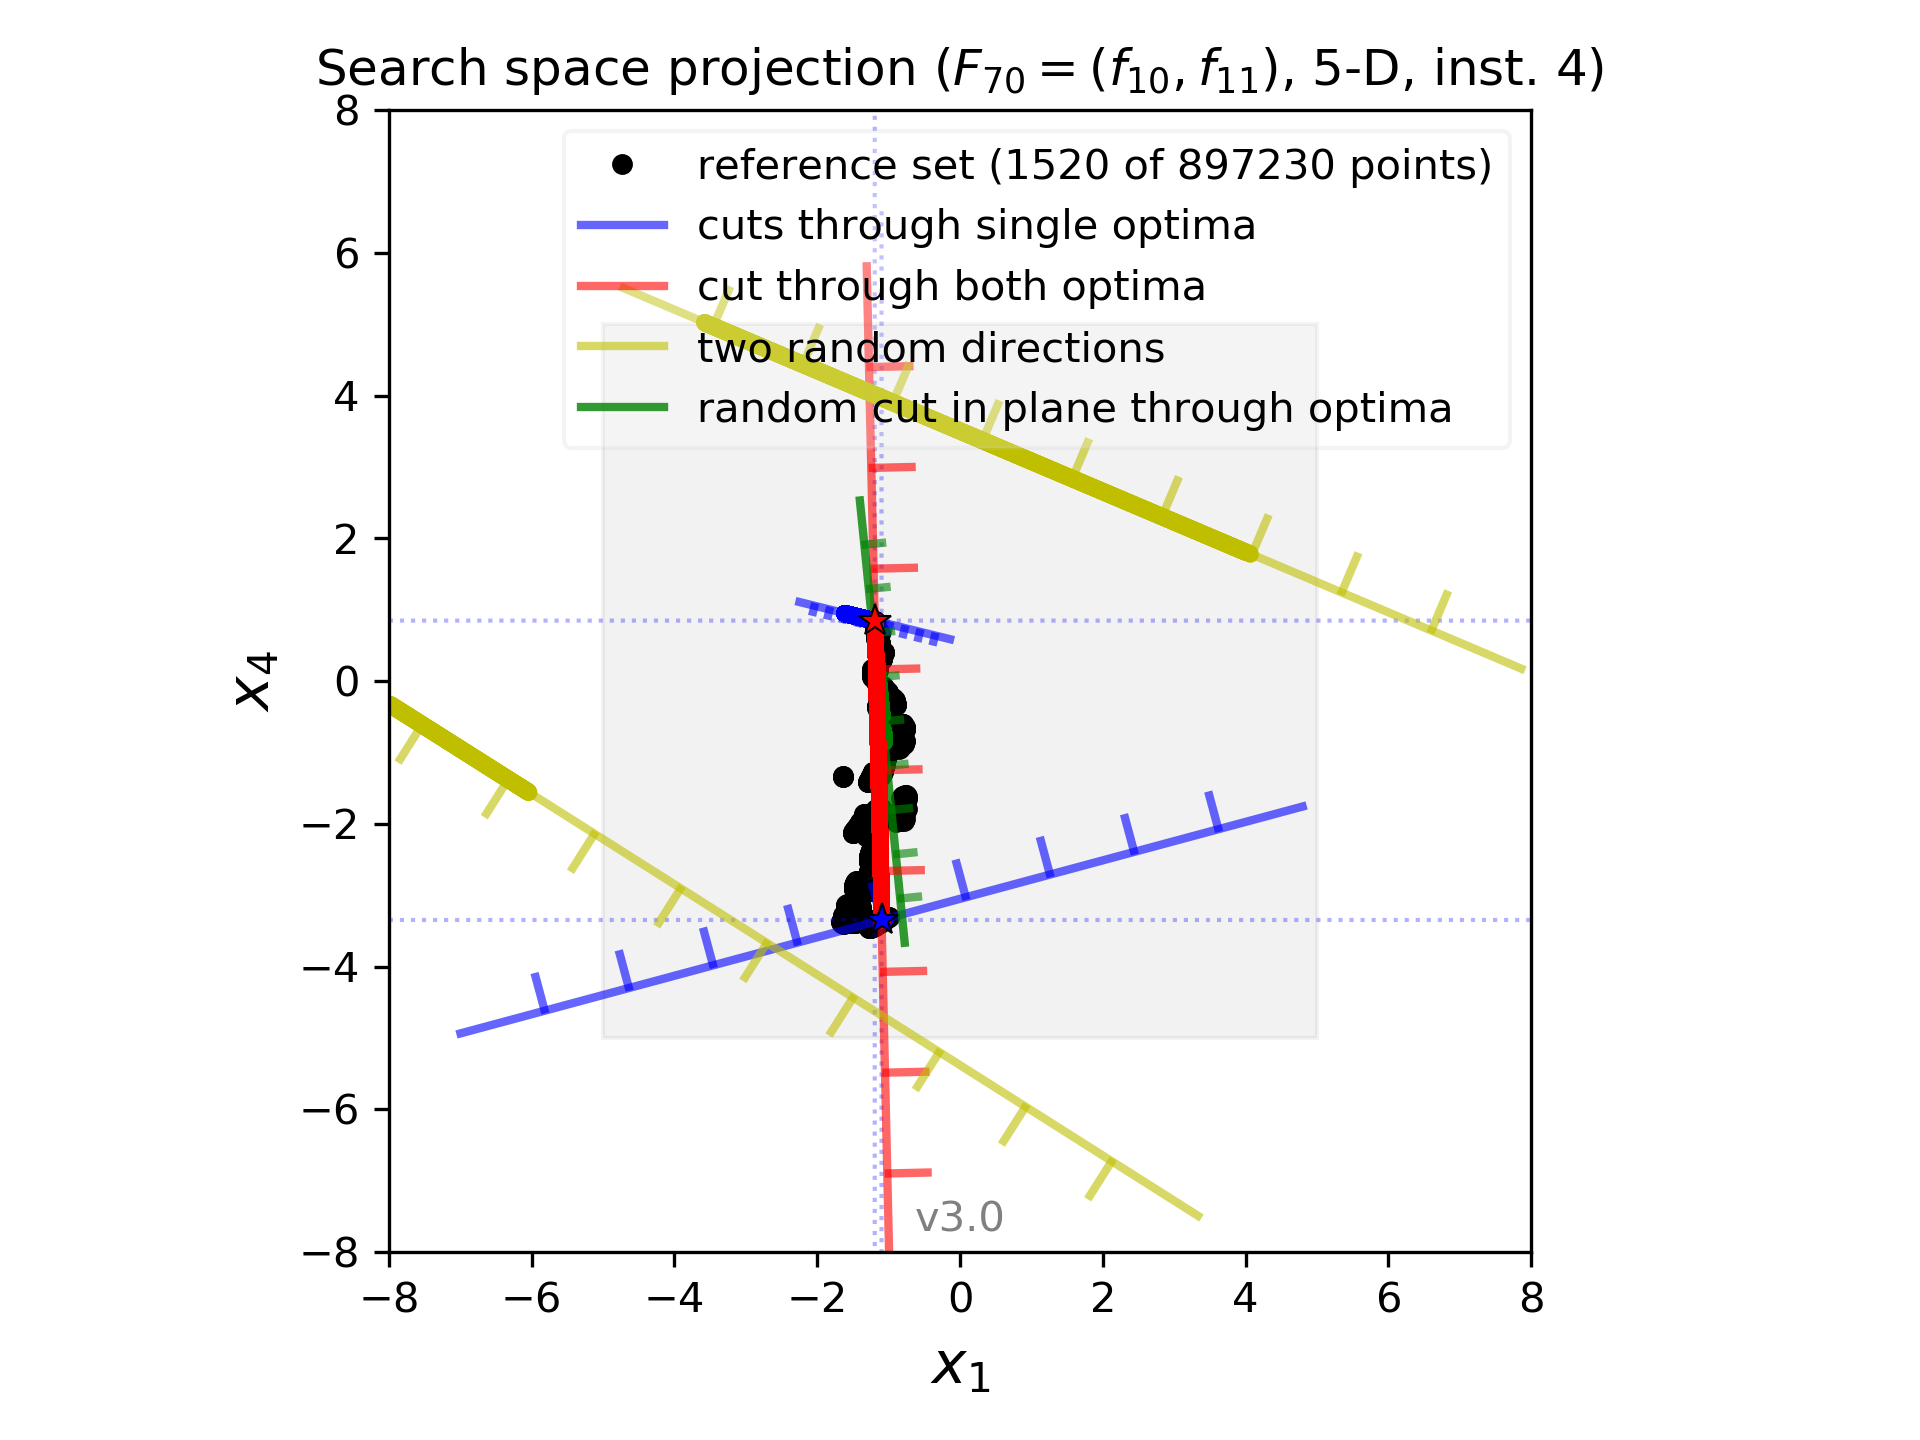 Search space projection (F70 = (f10, f11), 5-D, inst. 4)
reference set (1520 of 897230 points)
cuts through single optima
cut through both optima
two random directions
random cut in plane through optima
8
6
4
2
0
−2
−4
−6
−8
x4
v3.0
−8 −6 −4 −2 0 2 4 6 8
x1